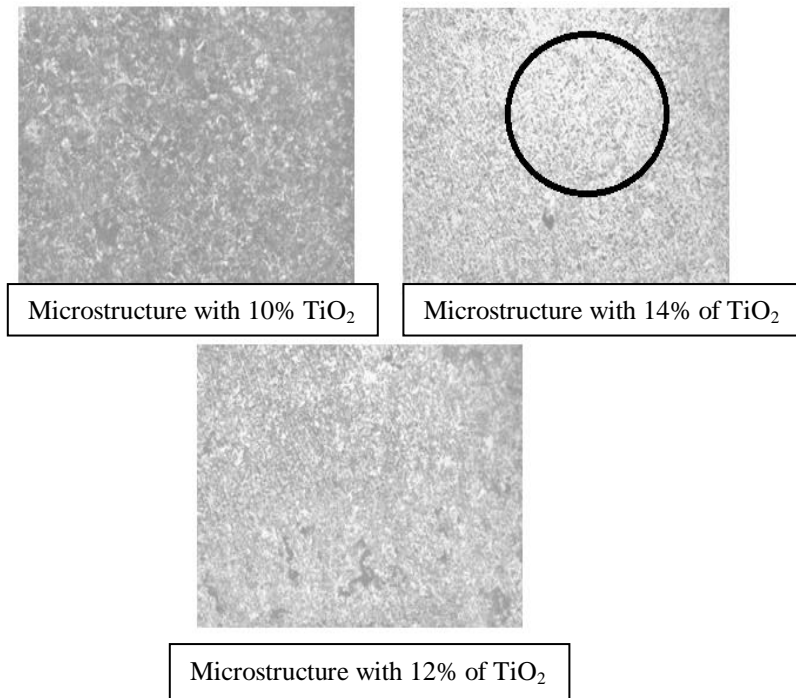 Microstructure with 10% TiO₂
Microstructure with 14% of TiO₂
Microstructure with 12% of TiO₂